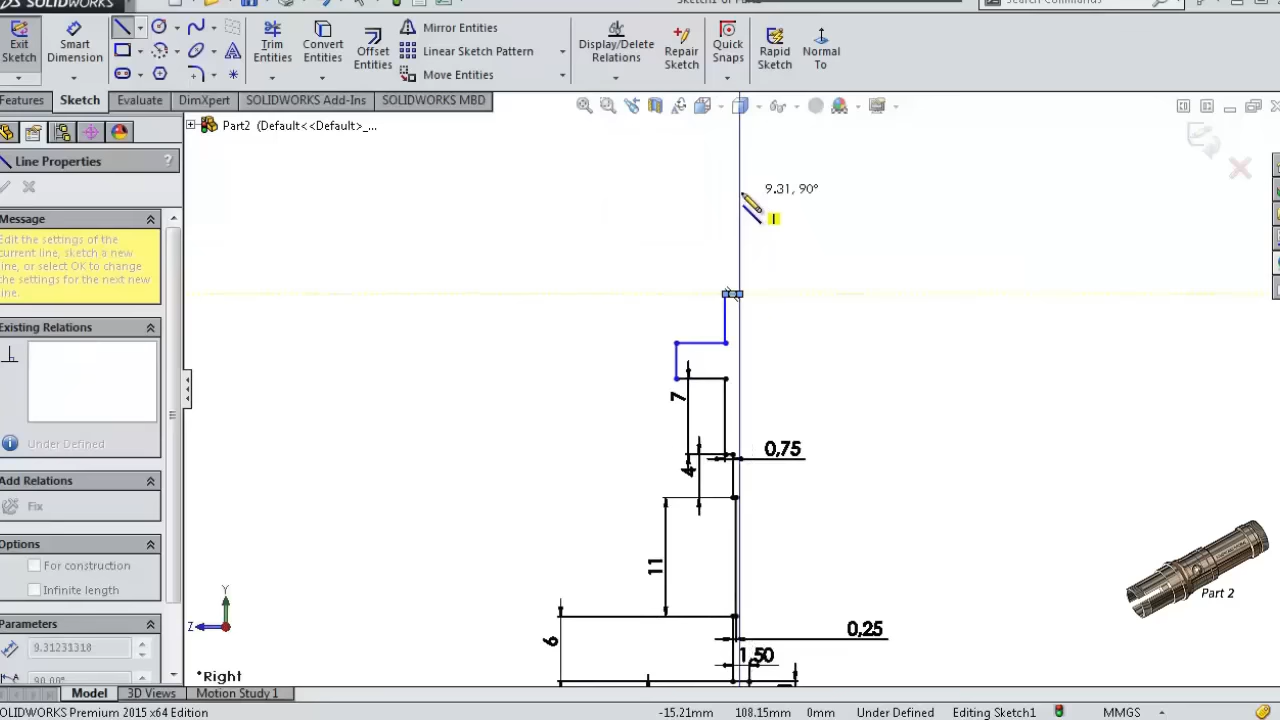 SOLIDWORKS
Exit Sketch
Smart Dimension
Trim Entities
Convert Entities
Offset Entities
Mirror Entities
Linear Sketch Pattern
Move Entities
Display/Delete Relations
Repair Sketch
Quick Snaps
Rapid Sketch
Normal To
Features
Sketch
Evaluate
DimXpert
SOLIDWORKS Add-Ins
SOLIDWORKS MBD
Part2 (Default<<Default>_...
Line Properties
?
Message
Edit the settings of the
current line, sketch a new
line, or select OK to change
the settings for the next new
line.
Existing Relations
Under Defined
Add Relations
Fix
Options
For construction
Infinite length
Parameters
9.31231318
90.00°
9.31, 90°
7
4
0,75
11
6
0,25
1,50
Y
Z
*Right
Part 2
Model
3D Views
Motion Study 1
SOLIDWORKS Premium 2015 x64 Edition
-15.21mm
108.15mm
0mm
Under Defined
Editing Sketch1
MMGS